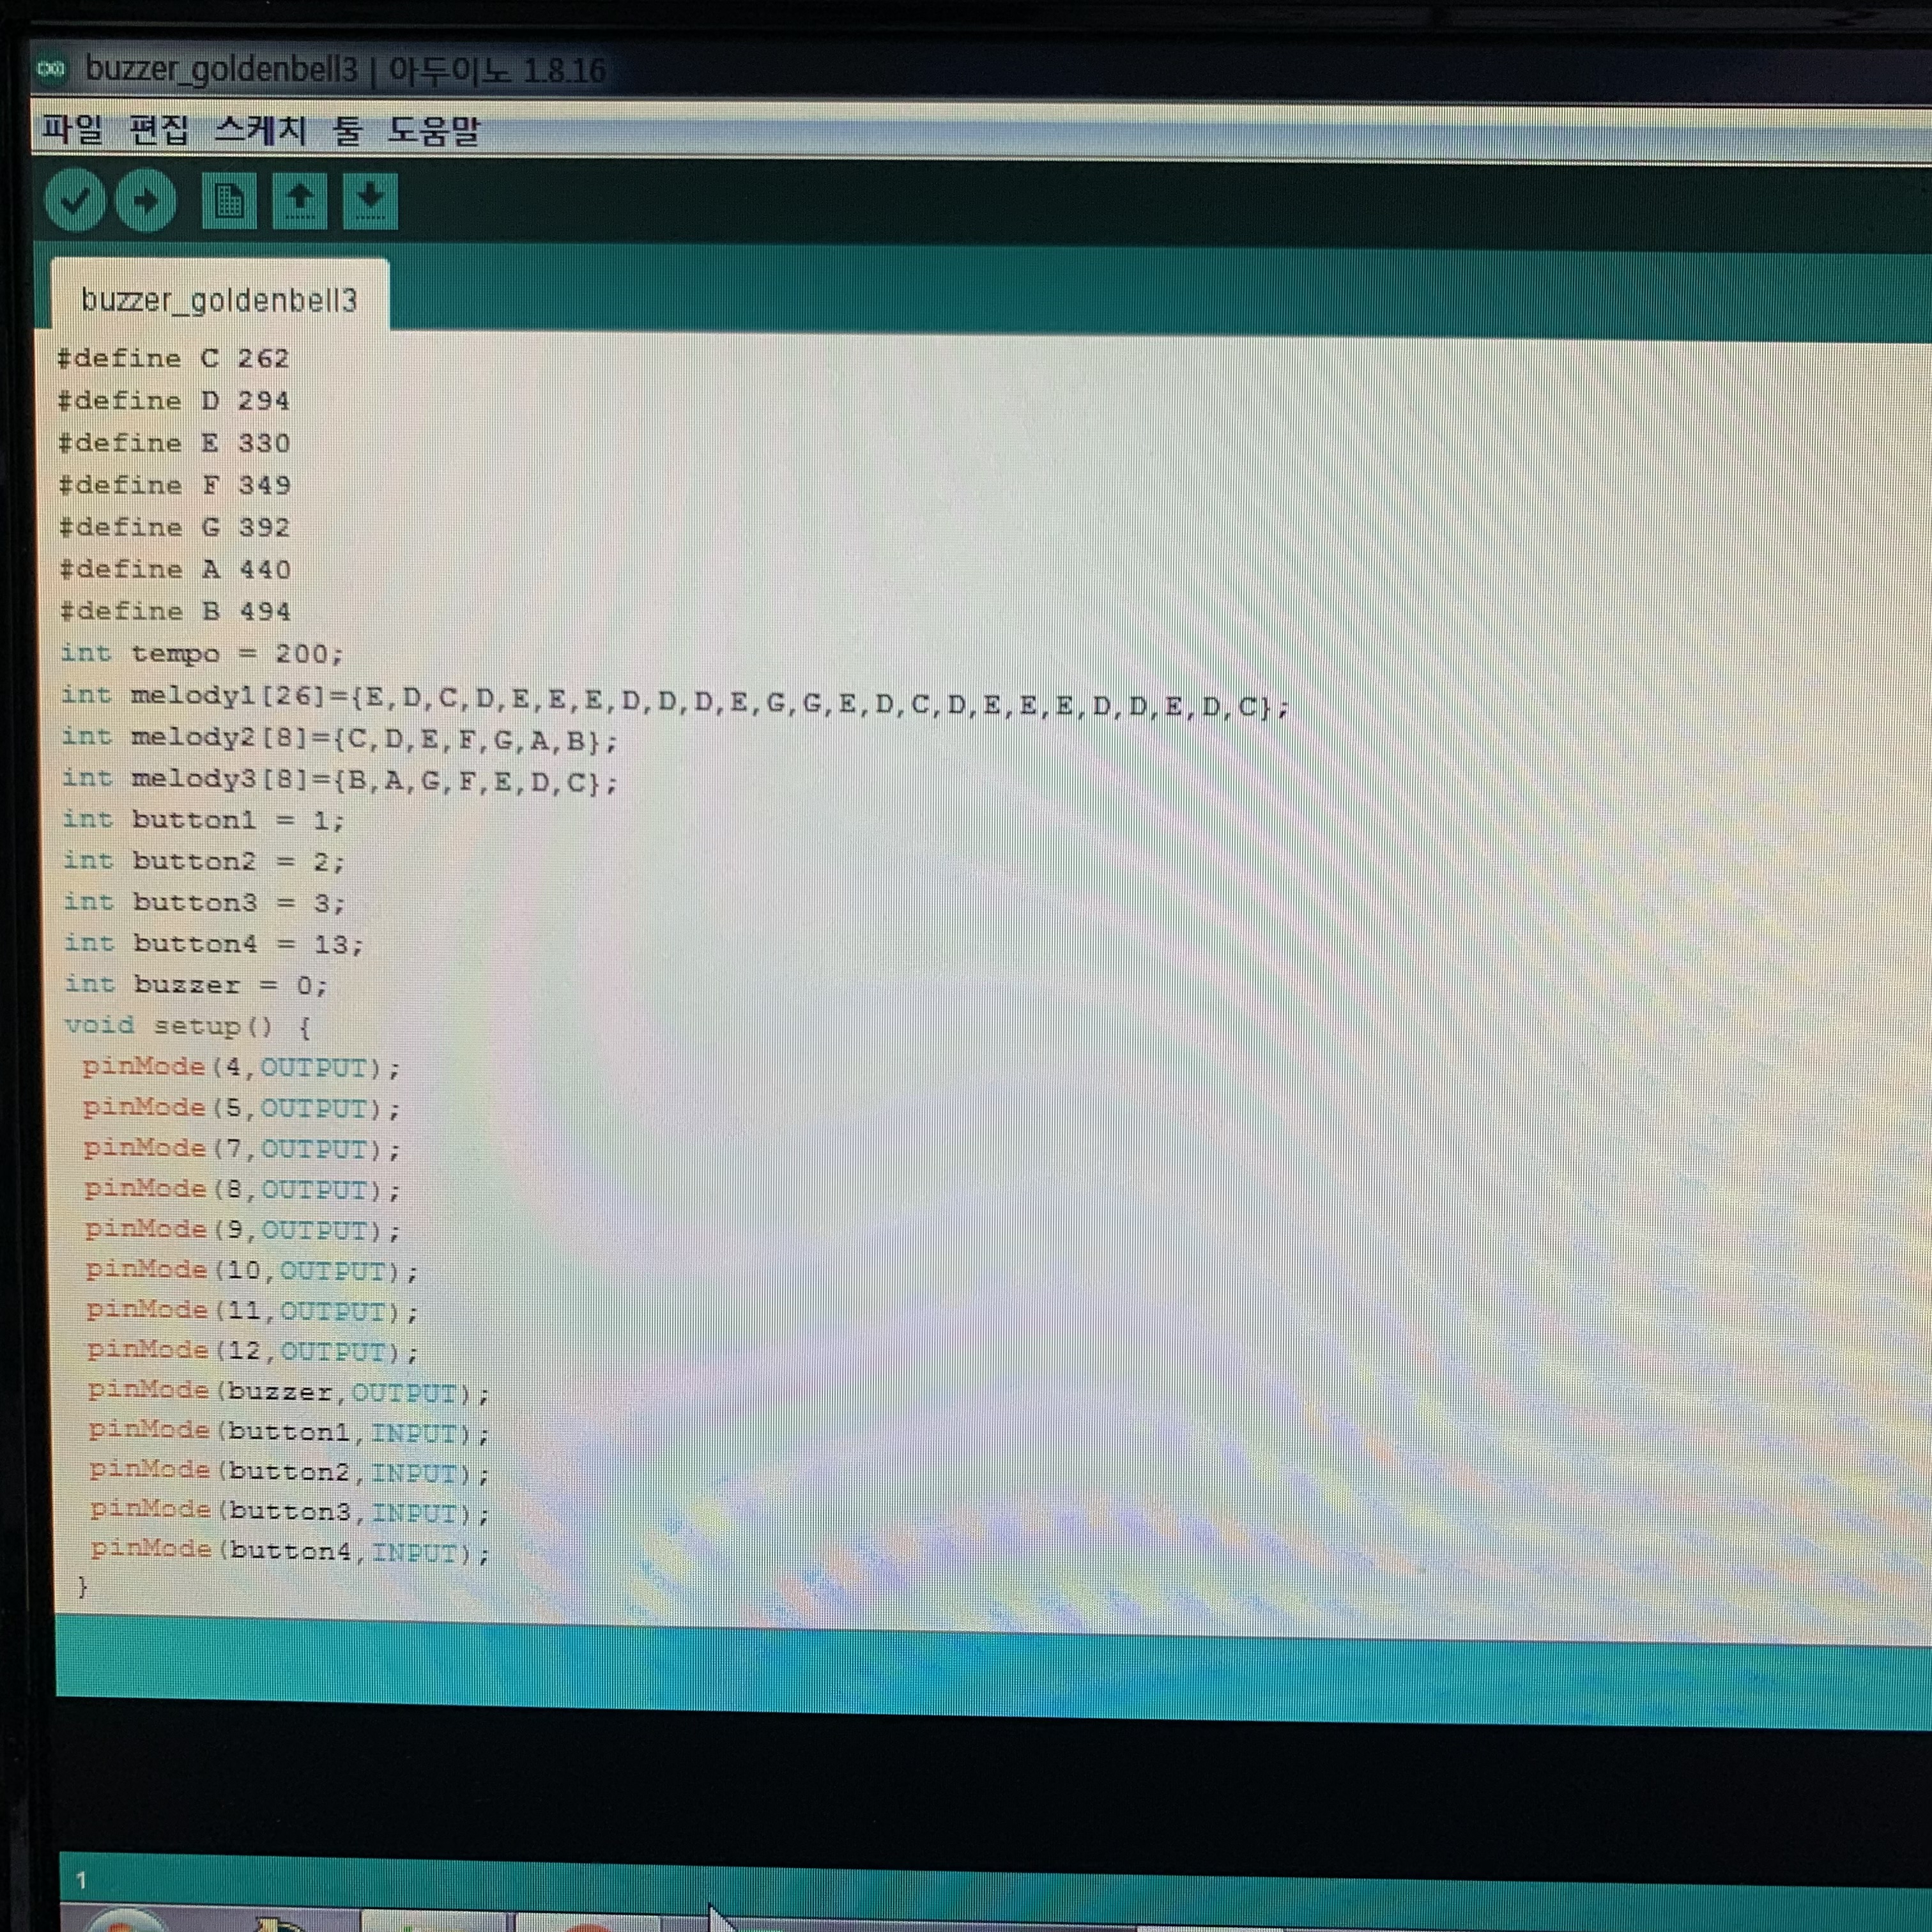 buzzer_goldenbell3 | 아두이노 1.8.16
파일 편집 스케치 툴 도움말
buzzer_goldenbell3
#define C 262
#define D 294
#define E 330
#define F 349
#define G 392
#define A 440
#define B 494
int tempo = 200;
int melody1[26]={E,D,C,D,E,E,E,D,D,D,E,G,G,E,D,C,D,E,E,E,D,D,E,D,C};
int melody2[8]={C,D,E,F,G,A,B};
int melody3[8]={B,A,G,F,E,D,C};
int button1 = 1;
int button2 = 2;
int button3 = 3;
int button4 = 13;
int buzzer = 0;
void setup() {
pinMode(4,OUTPUT);
pinMode(5,OUTPUT);
pinMode(7,OUTPUT);
pinMode(8,OUTPUT);
pinMode(9,OUTPUT);
pinMode(10,OUTPUT);
pinMode(11,OUTPUT);
pinMode(12,OUTPUT);
pinMode(buzzer,OUTPUT);
pinMode(button1,INPUT);
pinMode(button2,INPUT);
pinMode(button3,INPUT);
pinMode(button4,INPUT);
}
1